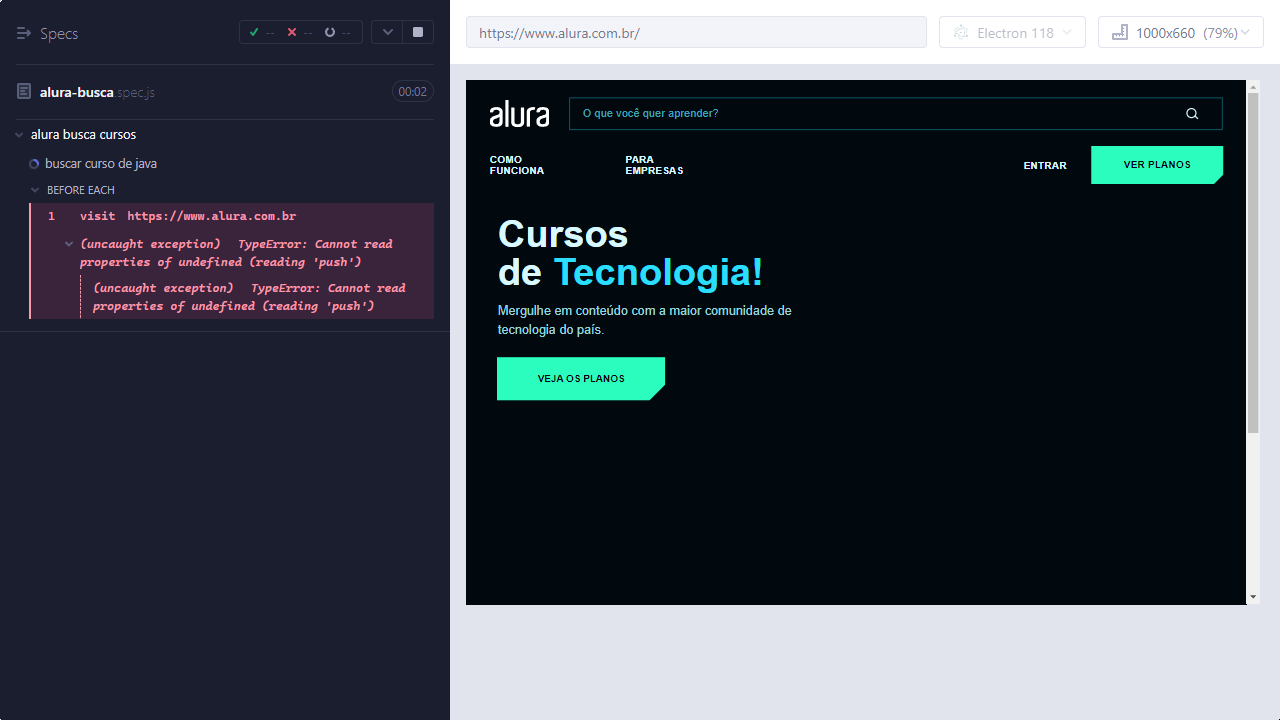 Specs
-- -- --
alura-busca.spec.js
00:02
alura busca cursos
buscar curso de java
BEFORE EACH
1 visit https://www.alura.com.br
(uncaught exception) TypeError: Cannot read
properties of undefined (reading 'push')
(uncaught exception) TypeError: Cannot read
properties of undefined (reading 'push')
https://www.alura.com.br/
Electron 118
1000x660 (79%)
alura
O que você quer aprender?
COMO
FUNCIONA
PARA
EMPRESAS
ENTRAR
VER PLANOS
Cursos
de Tecnologia!
Mergulhe em conteúdo com a maior comunidade de
tecnologia do país.
VEJA OS PLANOS